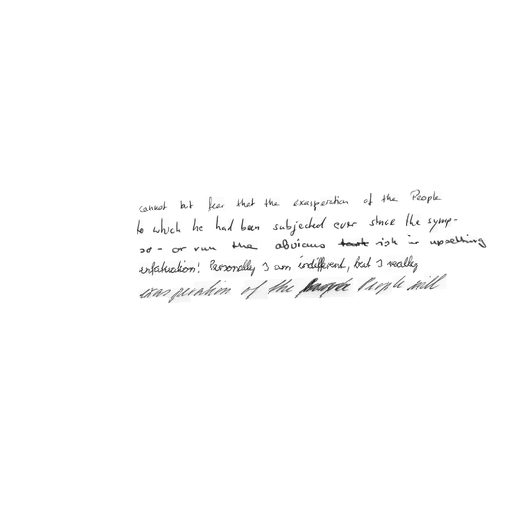 cannot but fear that the exasperation of the People
to which he had been subjected ever since the symp-
so - or run the obvious risk in upsetting
infatuation! Personally I am indifferent, but I really
exasperation of the People will